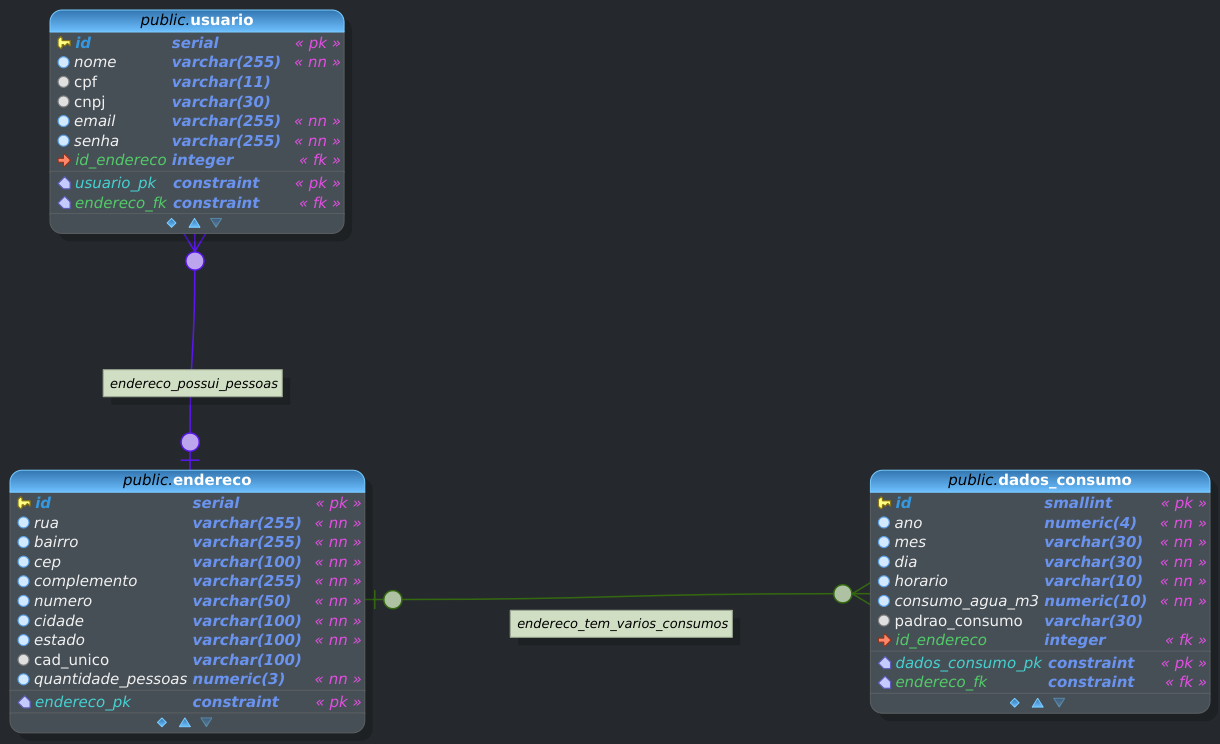 public.usuario
id serial « pk »
nome varchar(255) « nn »
cpf varchar(11)
cnpj varchar(30)
email varchar(255) « nn »
senha varchar(255) « nn »
id_endereco integer « fk »
usuario_pk constraint « pk »
endereco_fk constraint « fk »
endereco_possui_pessoas
public.endereco
id serial « pk »
rua varchar(255) « nn »
bairro varchar(255) « nn »
cep varchar(100) « nn »
complemento varchar(255) « nn »
numero varchar(50) « nn »
cidade varchar(100) « nn »
estado varchar(100) « nn »
cad_unico varchar(100)
quantidade_pessoas numeric(3) « nn »
endereco_pk constraint « pk »
endereco_tem_varios_consumos
public.dados_consumo
id smallint « pk »
ano numeric(4) « nn »
mes varchar(30) « nn »
dia varchar(30) « nn »
horario varchar(10) « nn »
consumo_agua_m3 numeric(10) « nn »
padrao_consumo varchar(30)
id_endereco integer « fk »
dados_consumo_pk constraint « pk »
endereco_fk constraint « fk »